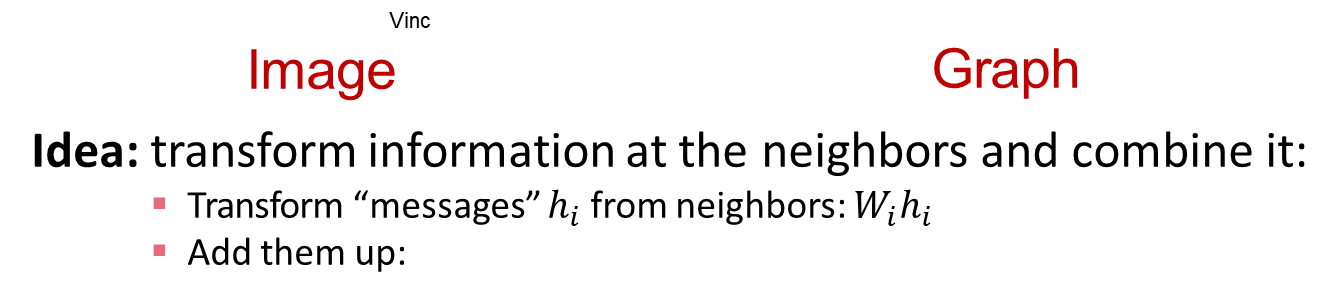 Vinc
Image Graph
Idea: transform information at the neighbors and combine it:
▪ Transform “messages” ℎ𝑖 from neighbors: 𝑊𝑖ℎ𝑖
▪ Add them up: